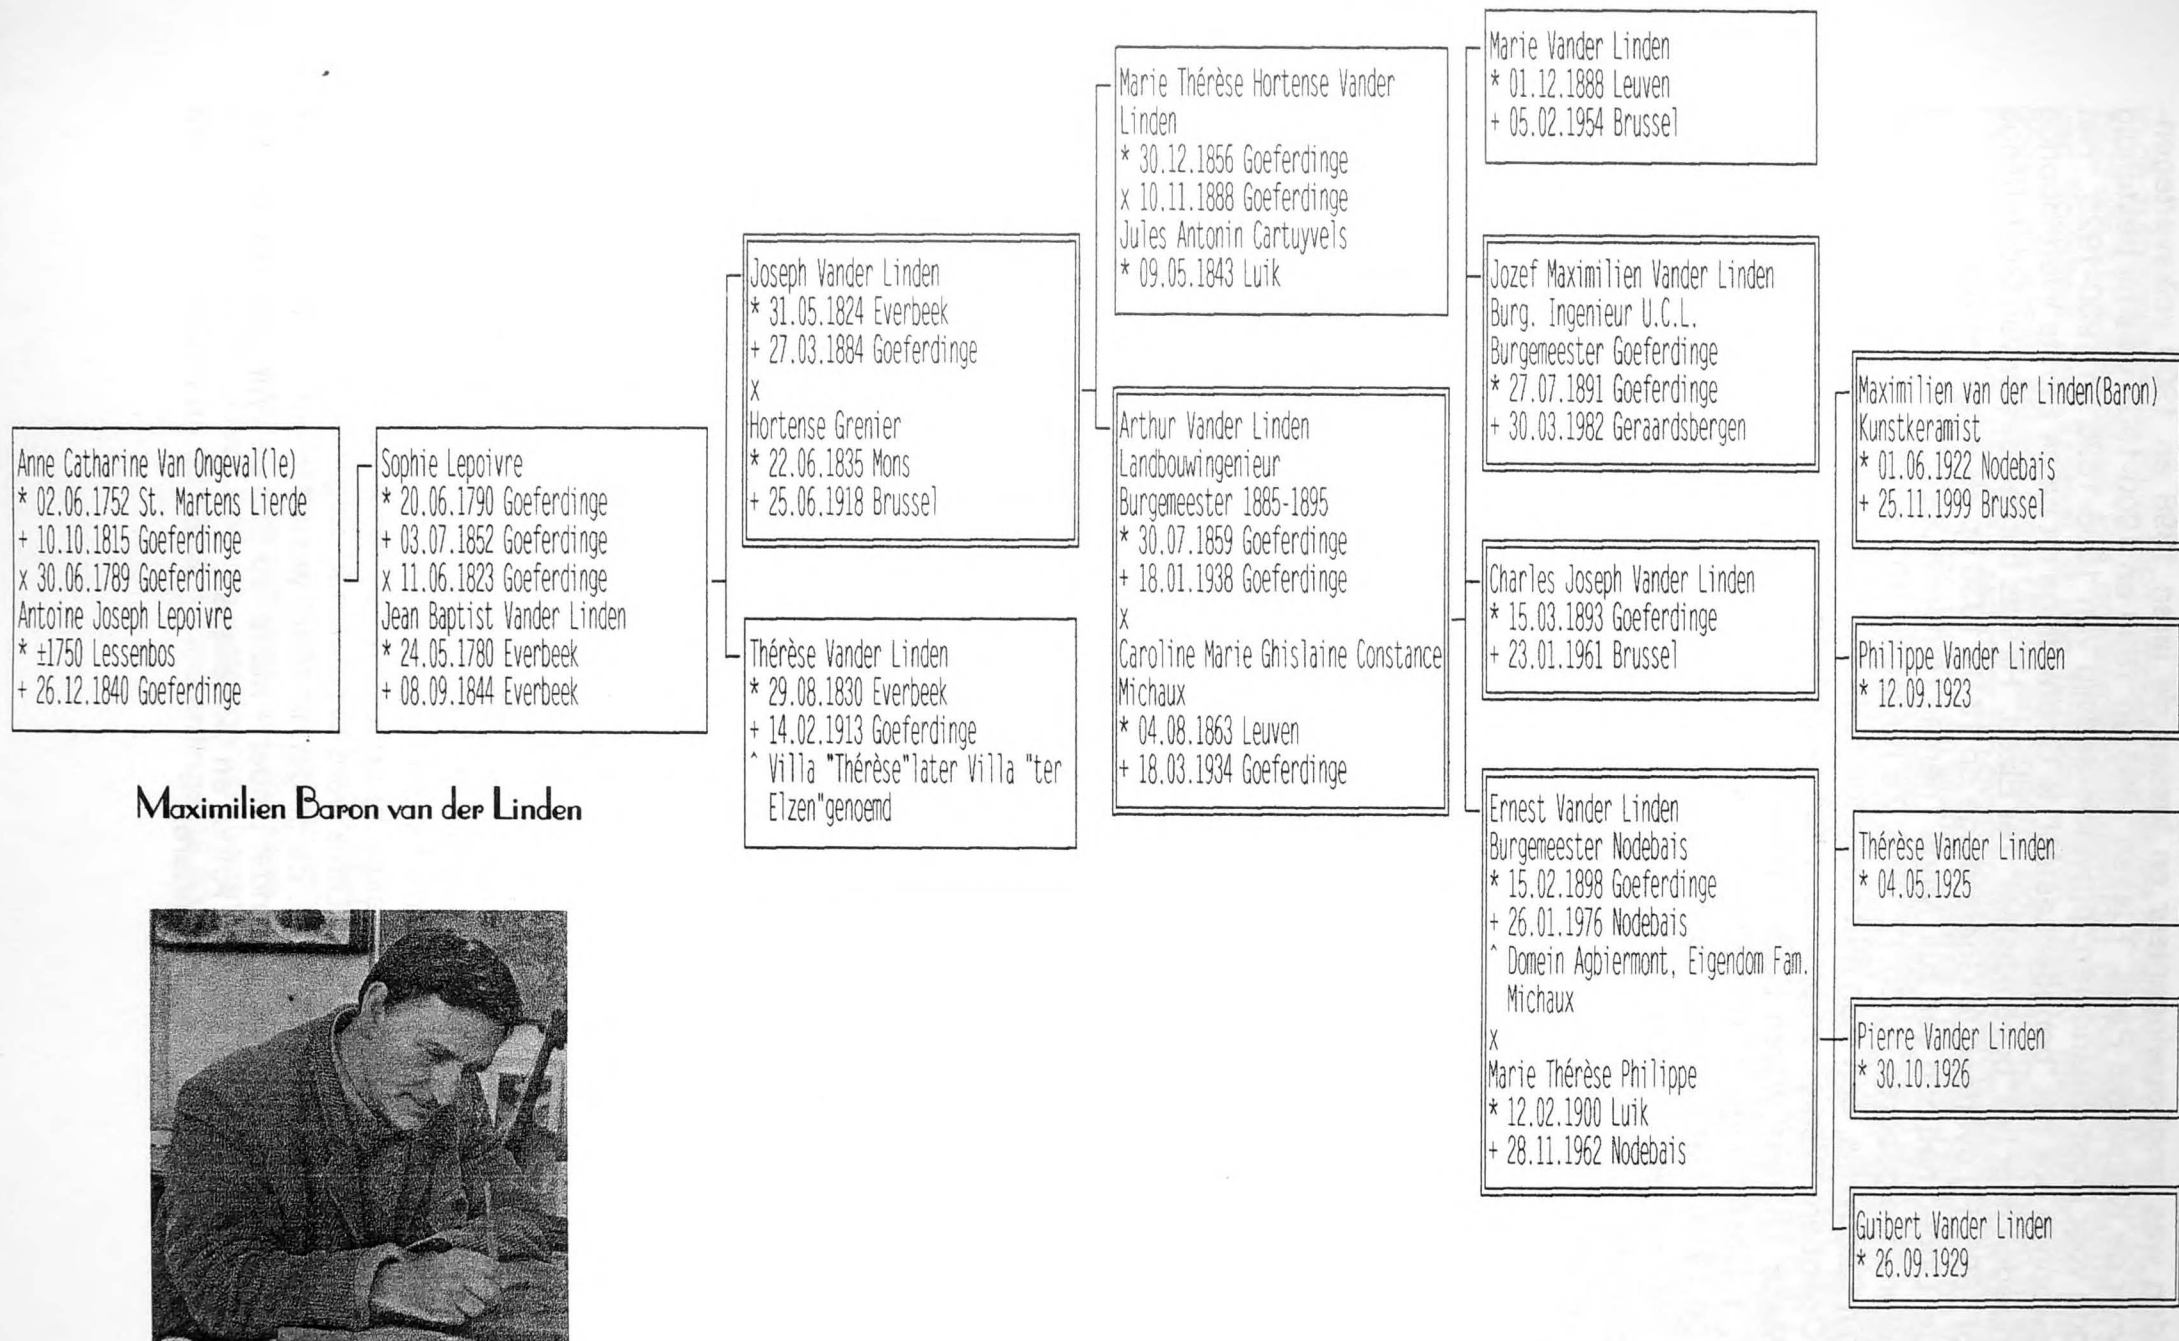 Anne Catharine Van Ongeval(le)
* 02.06.1752 St. Martens Lierde
+ 10.10.1815 Goeferdinge
x 30.06.1789 Goeferdinge
Antoine Joseph Lepoivre
* ±1750 Lessenbos
+ 26.12.1840 Goeferdinge
Sophie Lepoivre
* 20.06.1790 Goeferdinge
+ 03.07.1852 Goeferdinge
x 11.06.1823 Goeferdinge
Jean Baptist Vander Linden
* 24.05.1780 Everbeek
+ 08.09.1844 Everbeek
Joseph Vander Linden
* 31.05.1824 Everbeek
+ 27.03.1884 Goeferdinge
x
Hortense Grenier
* 22.06.1835 Mons
+ 25.06.1918 Brussel
Thérèse Vander Linden
* 29.08.1830 Everbeek
+ 14.02.1913 Goeferdinge
^ Villa "Thérèse"later Villa "ter
Elzen"genoemd
Marie Thérèse Hortense Vander
Linden
* 30.12.1856 Goeferdinge
x 10.11.1888 Goeferdinge
Jules Antonin Cartuyvels
* 09.05.1843 Luik
Arthur Vander Linden
Landbouwingenieur
Burgemeester 1885-1895
* 30.07.1859 Goeferdinge
+ 18.01.1938 Goeferdinge
x
Caroline Marie Ghislaine Constance
Michaux
* 04.08.1863 Leuven
+ 18.03.1934 Goeferdinge
Marie Vander Linden
* 01.12.1888 Leuven
+ 05.02.1954 Brussel
Jozef Maximilien Vander Linden
Burg. Ingenieur U.C.L.
Burgemeester Goeferdinge
* 27.07.1891 Goeferdinge
+ 30.03.1982 Geraardsbergen
Charles Joseph Vander Linden
* 15.03.1893 Goeferdinge
+ 23.01.1961 Brussel
Ernest Vander Linden
Burgemeester Nodebais
* 15.02.1898 Goeferdinge
+ 26.01.1976 Nodebais
^ Domein Agbiermont, Eigendom Fam.
Michaux
x
Marie Thérèse Philippe
* 12.02.1900 Luik
+ 28.11.1962 Nodebais
Maximilien van der Linden(Baron)
Kunstkeramist
* 01.06.1922 Nodebais
+ 25.11.1999 Brussel
Philippe Vander Linden
* 12.09.1923
Thérèse Vander Linden
* 04.05.1925
Pierre Vander Linden
* 30.10.1926
Guibert Vander Linden
* 26.09.1929
Maximilien Baron van der Linden